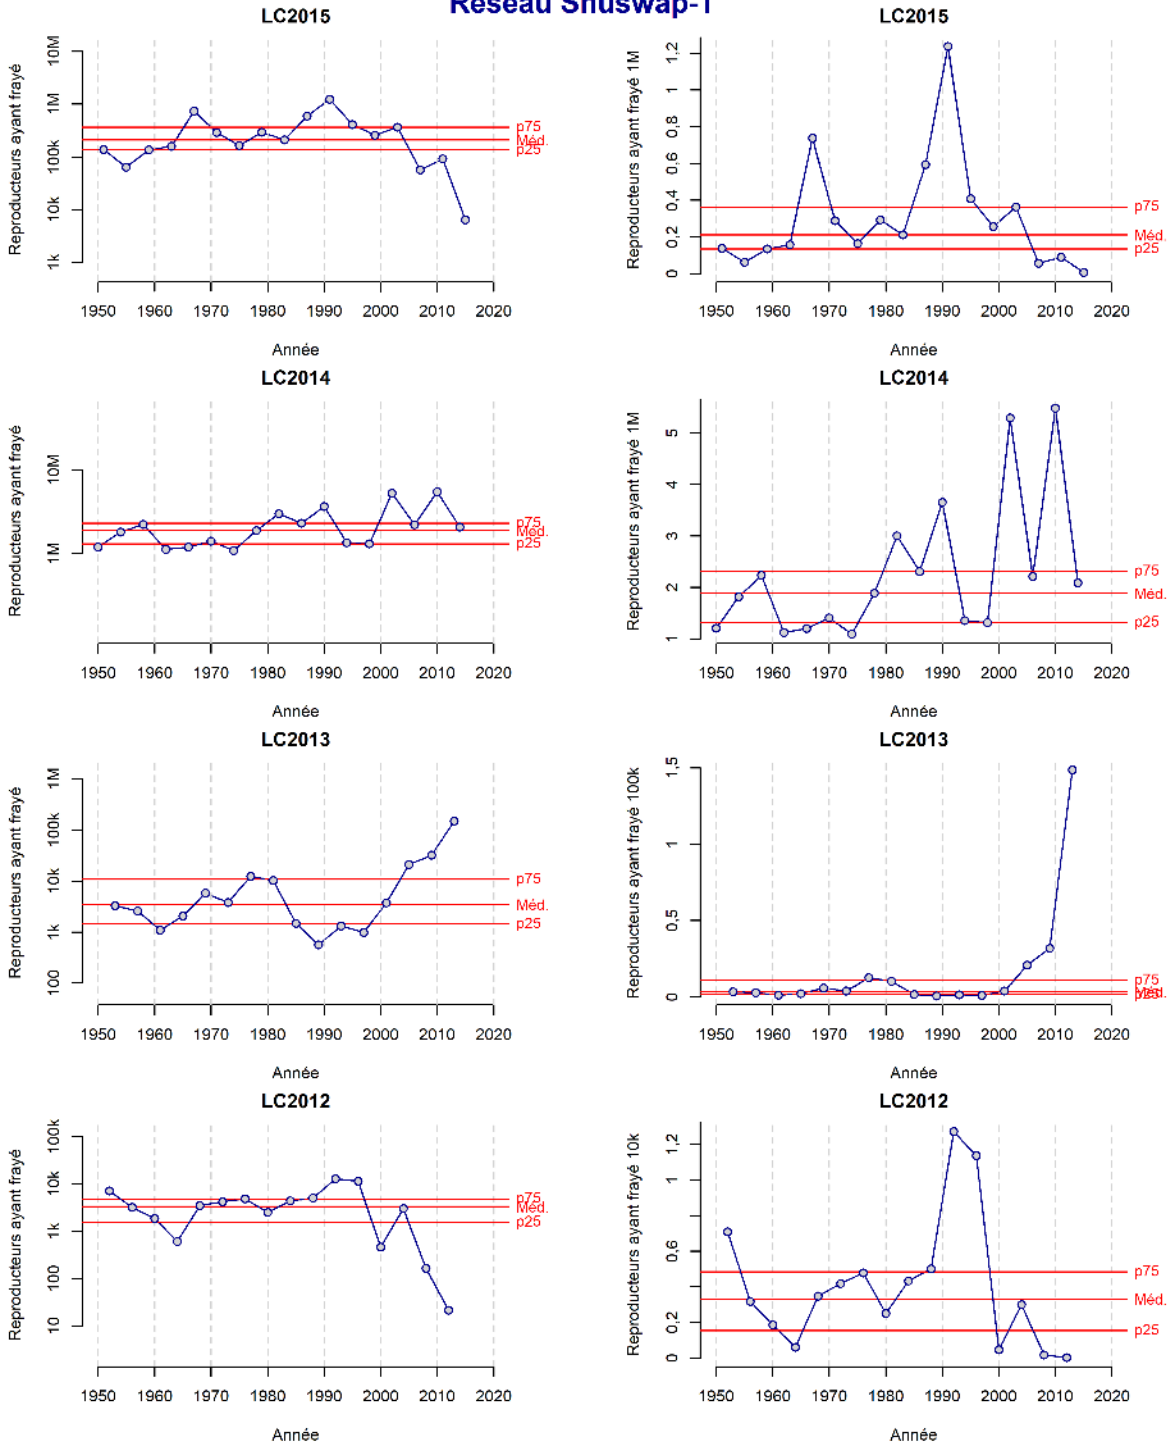 Réseau Shuswap-1
LC2015
LC2015
Reproducteurs ayant frayé
10M
1M
100k
10k
1k
p75
Méd.
p25
1950 1960 1970 1980 1990 2000 2010 2020
Année
Reproducteurs ayant frayé 1M
1,2
0,8
0,6
0,4
0,2
0
p75
Méd.
p25
1950 1960 1970 1980 1990 2000 2010 2020
Année
LC2014
LC2014
Reproducteurs ayant frayé
10M
1M
p75
Méd.
p25
1950 1960 1970 1980 1990 2000 2010 2020
Année
Reproducteurs ayant frayé 1M
5
4
3
2
1
p75
Méd.
p25
1950 1960 1970 1980 1990 2000 2010 2020
Année
LC2013
LC2013
Reproducteurs ayant frayé
1M
100k
10k
1k
100
p75
Méd.
p25
1950 1960 1970 1980 1990 2000 2010 2020
Année
Reproducteurs ayant frayé 100k
1,5
1
0,5
0
p75
Méd.
p25
1950 1960 1970 1980 1990 2000 2010 2020
Année
LC2012
LC2012
Reproducteurs ayant frayé
100k
10k
1k
100
10
p75
Méd.
p25
1950 1960 1970 1980 1990 2000 2010 2020
Année
Reproducteurs ayant frayé 10k
1,2
1
0,6
0,2
0
p75
Méd.
p25
1950 1960 1970 1980 1990 2000 2010 2020
Année